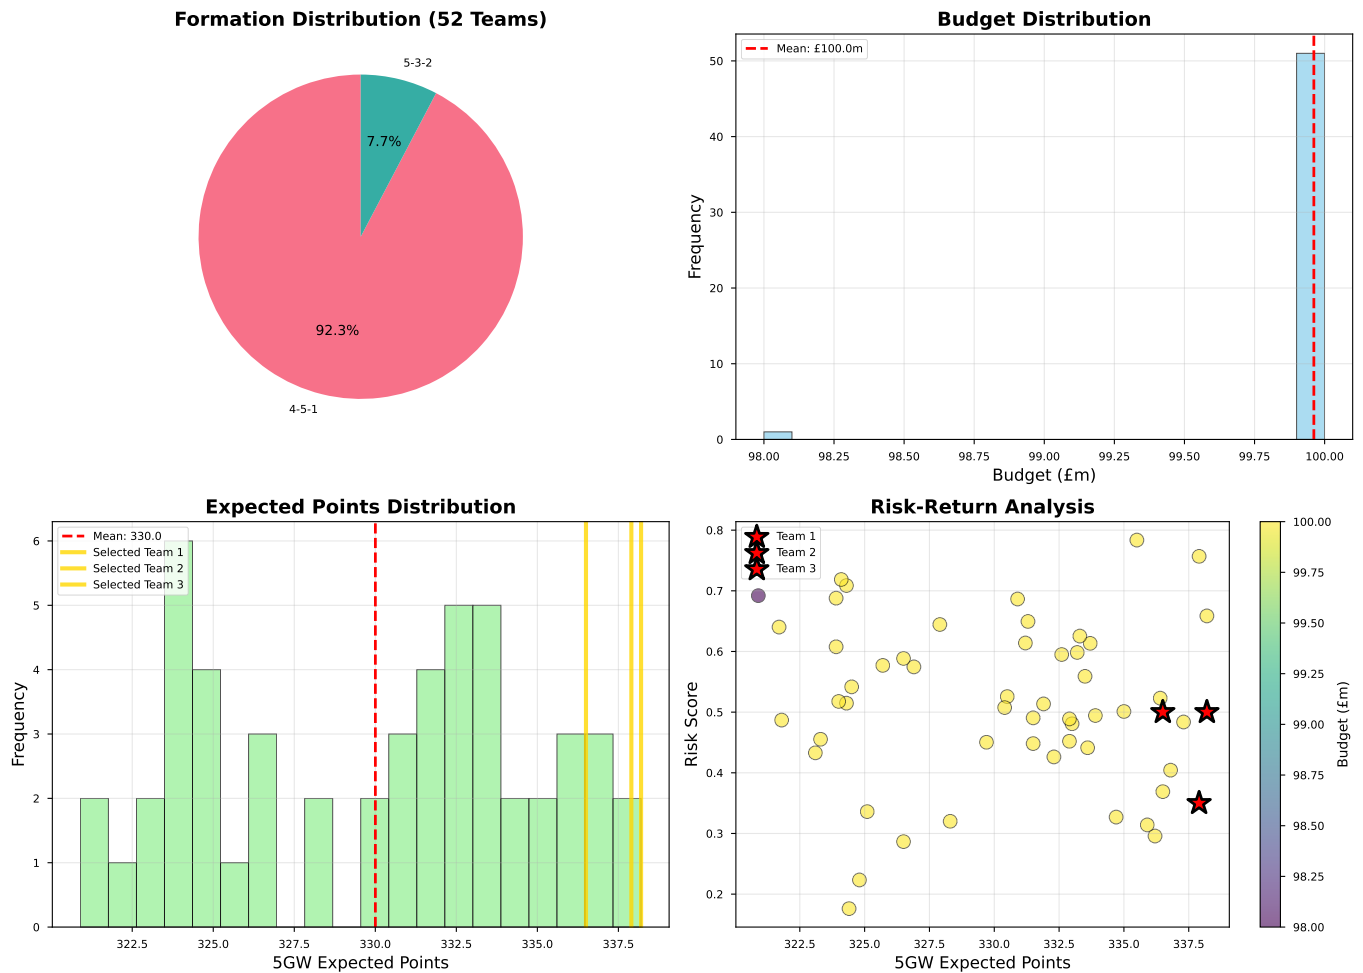 Formation Distribution (52 Teams)
5-3-2
7.7%
92.3%
4-5-1
Budget Distribution
Mean: £100.0m
Frequency
50
40
30
20
10
0
98.00 98.25 98.50 98.75 99.00 99.25 99.50 99.75 100.00
Budget (£m)
Expected Points Distribution
Mean: 330.0
Selected Team 1
Selected Team 2
Selected Team 3
Frequency
6
5
4
3
2
1
0
322.5 325.0 327.5 330.0 332.5 335.0 337.5
5GW Expected Points
Risk-Return Analysis
Team 1
Team 2
Team 3
Risk Score
0.8
0.7
0.6
0.5
0.4
0.3
0.2
322.5 325.0 327.5 330.0 332.5 335.0 337.5
5GW Expected Points
100.00
99.75
99.50
99.25
99.00
98.75
98.50
98.25
98.00
Budget (£m)